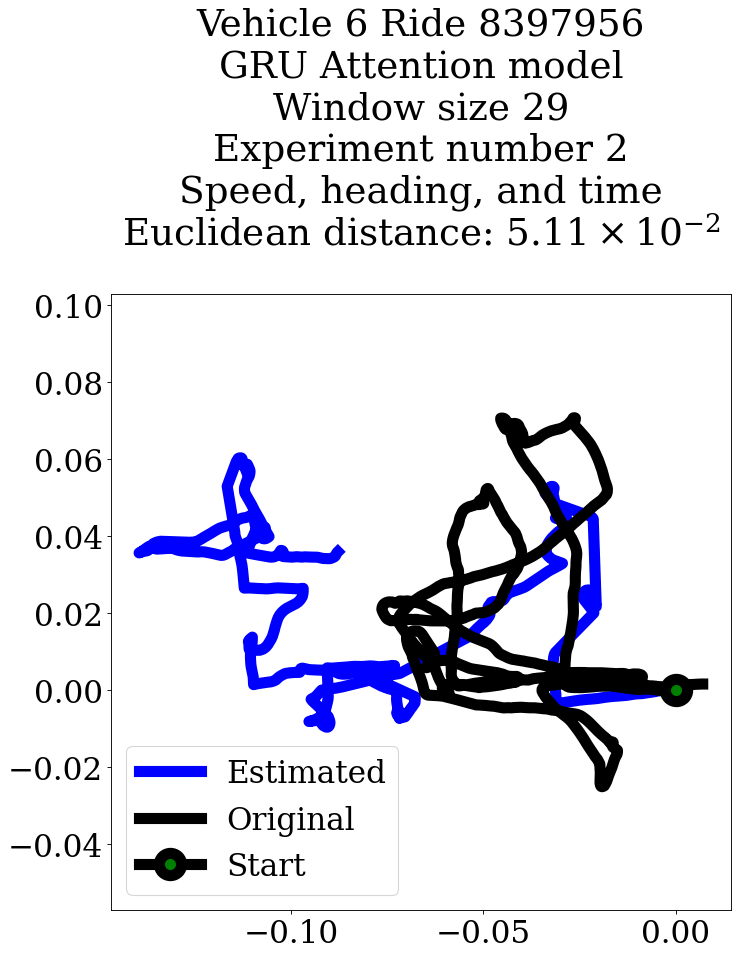 Vehicle 6 Ride 8397956
GRU Attention model
Window size 29
Experiment number 2
Speed, heading, and time
Euclidean distance: 5.11 × 10⁻²
0.10
0.08
0.06
0.04
0.02
0.00
−0.02
−0.04
Estimated
Original
Start
−0.10
−0.05
0.00